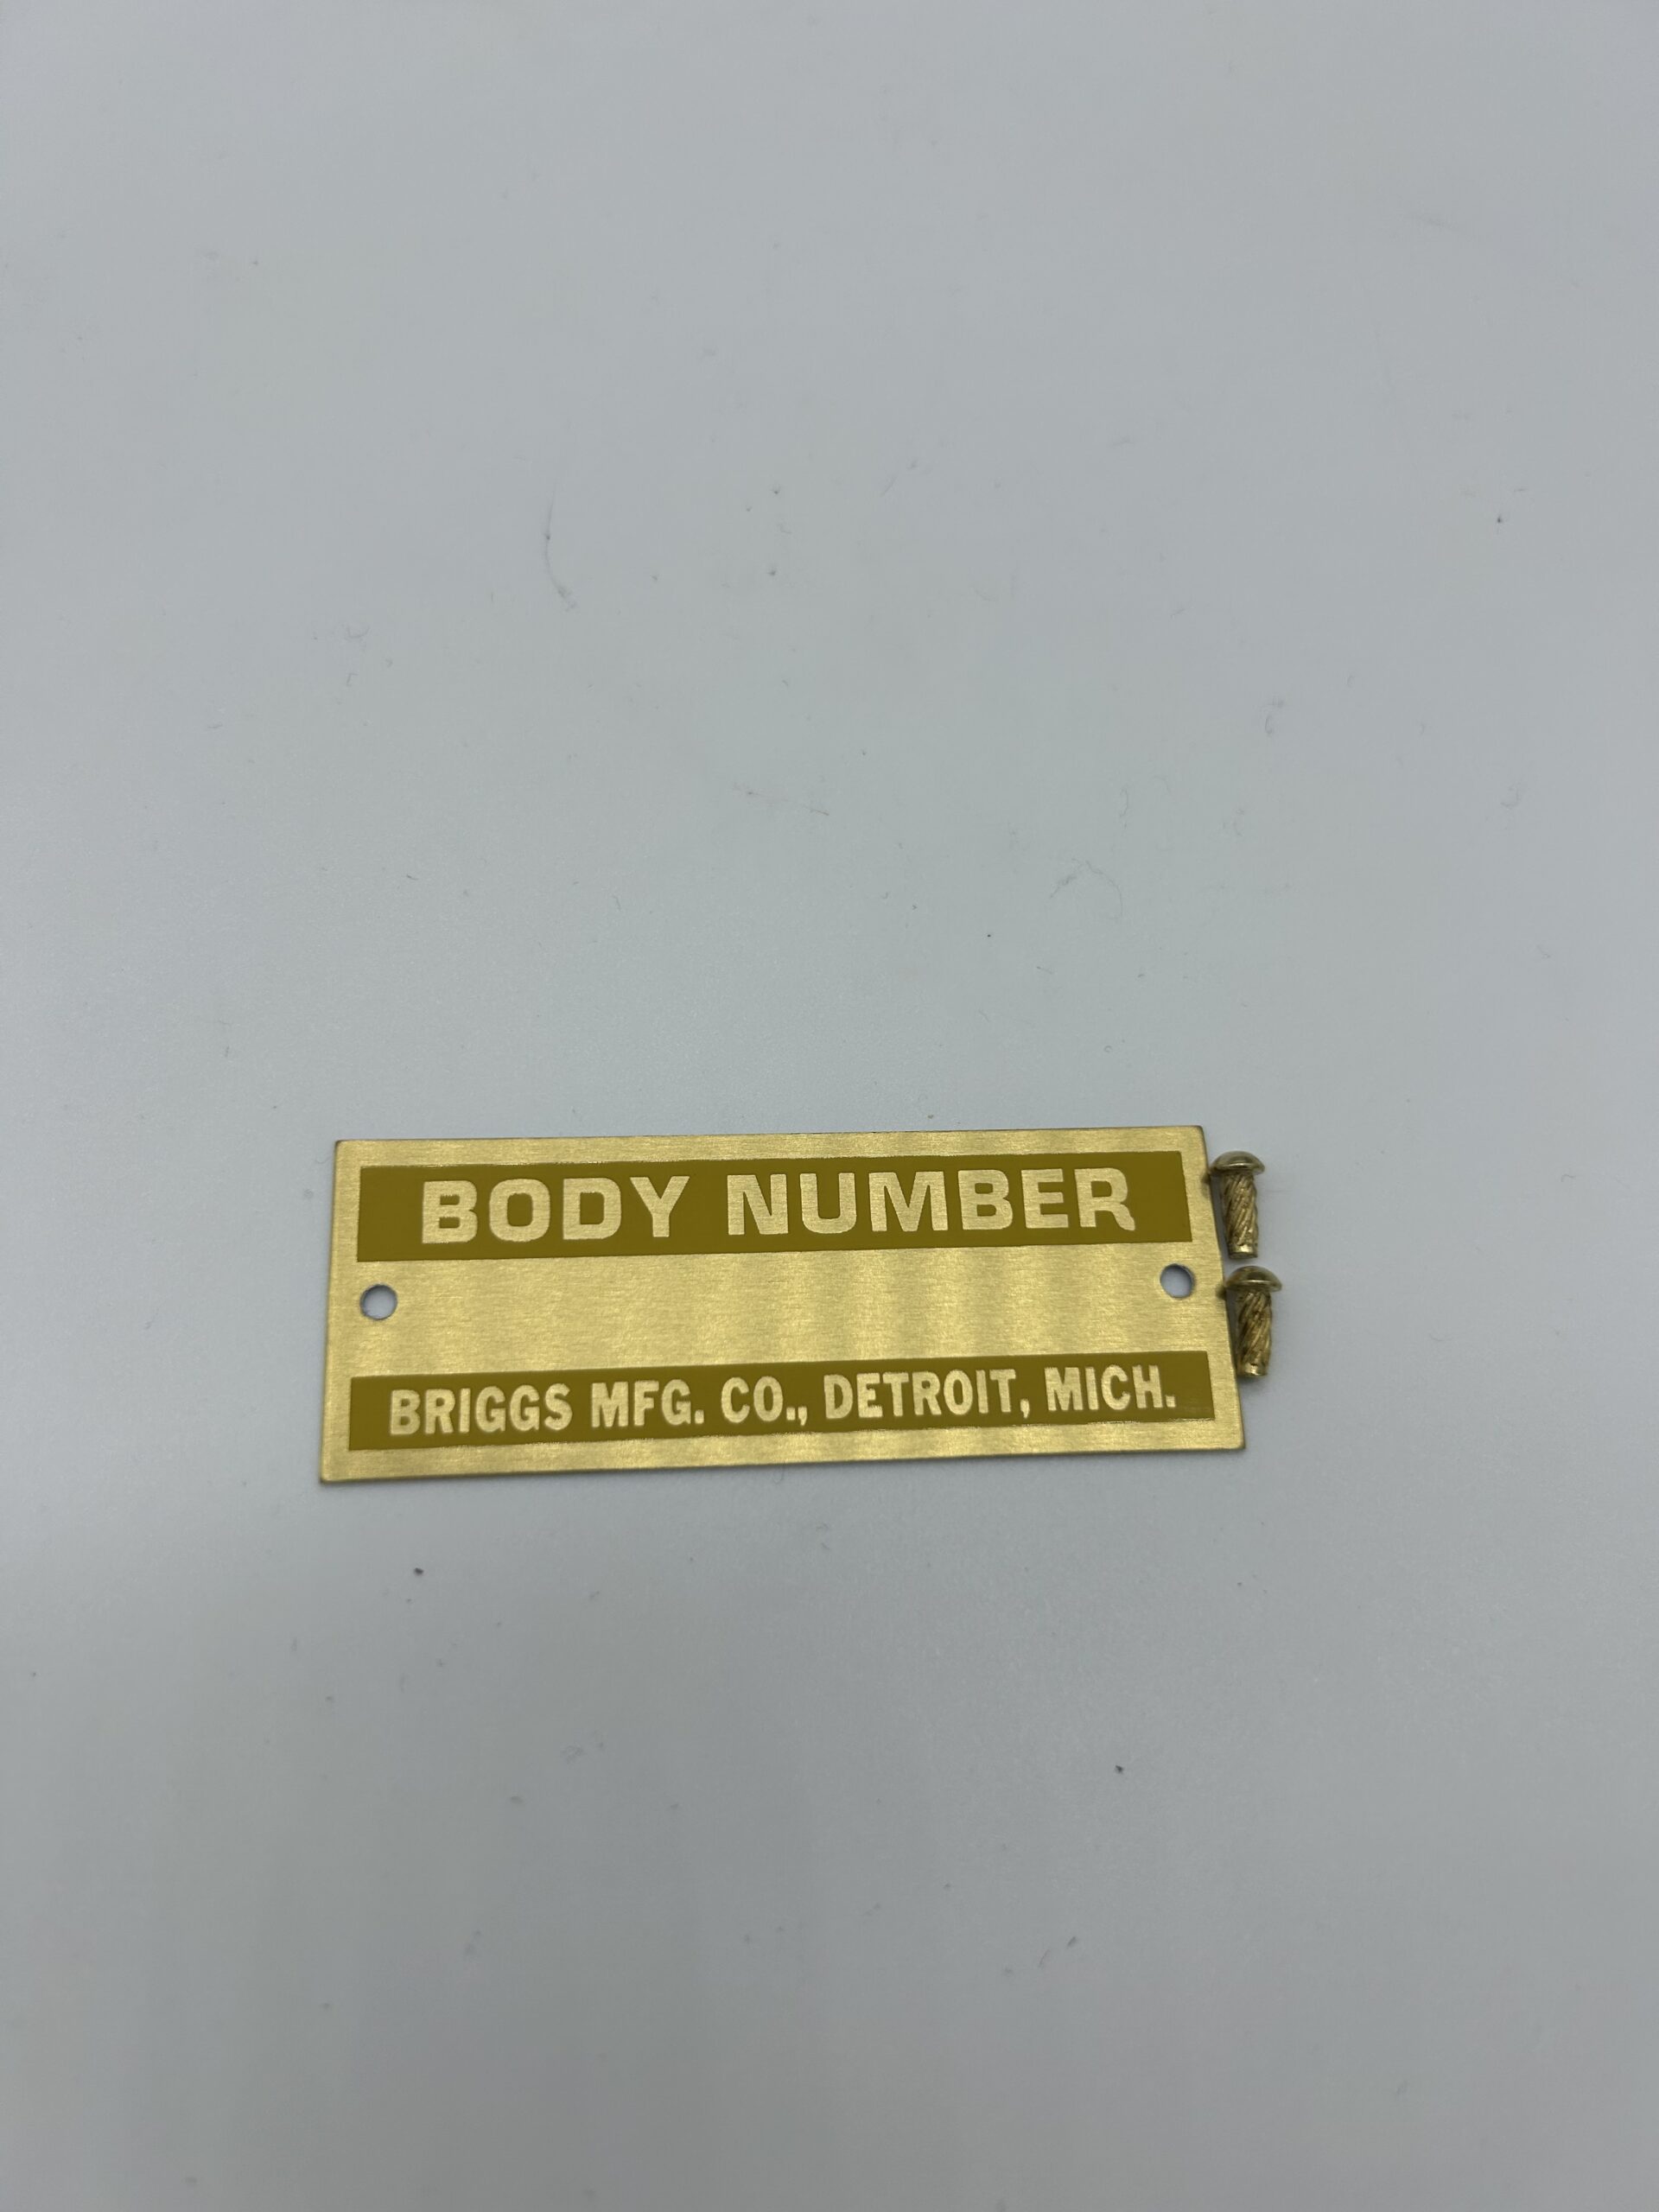 BODY NUMBER
BRIGGS MFG. CO., DETROIT, MICH.